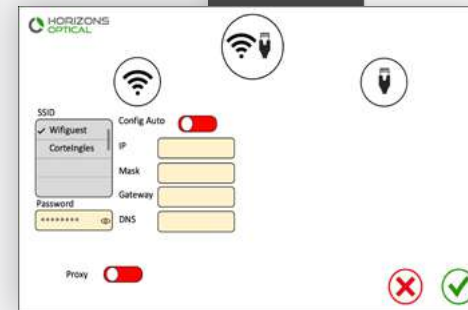 HORIZONS
OPTICAL
SSID
Wifiguest
CorteIngles
Password
********
Config Auto
IP
Mask
Gateway
DNS
Proxy